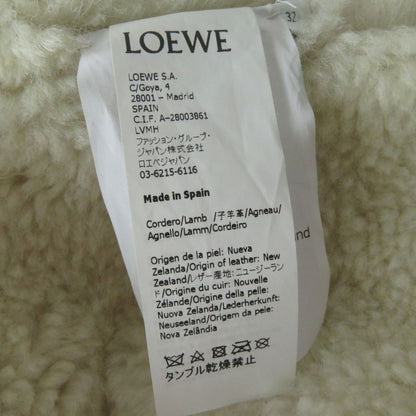 32
LOEWE
LOEWE S.A.
C/Goya, 4
28001 – Madrid
SPAIN
C.I.F. A-28003861
LVMH
ファッション・グループ・
ジャパン株式会社
ロエベジャパン
03-6215-6116
Made in Spain
Cordero/Lamb /子羊革/Agneau/
Agnello/Lamm/Cordeiro
Origen de la piel: Nueva
Zelanda/Origin of leather: New
Zealand/レザー産地:ニュージーラン
ド/Origine du cuir: Nouvelle
Zélande/Origine della pelle:
Nuova Zelanda/Lederherkunft:
Neuseeland/Origem da pele:
Nova Zelândia
タンブル乾燥禁止
nd